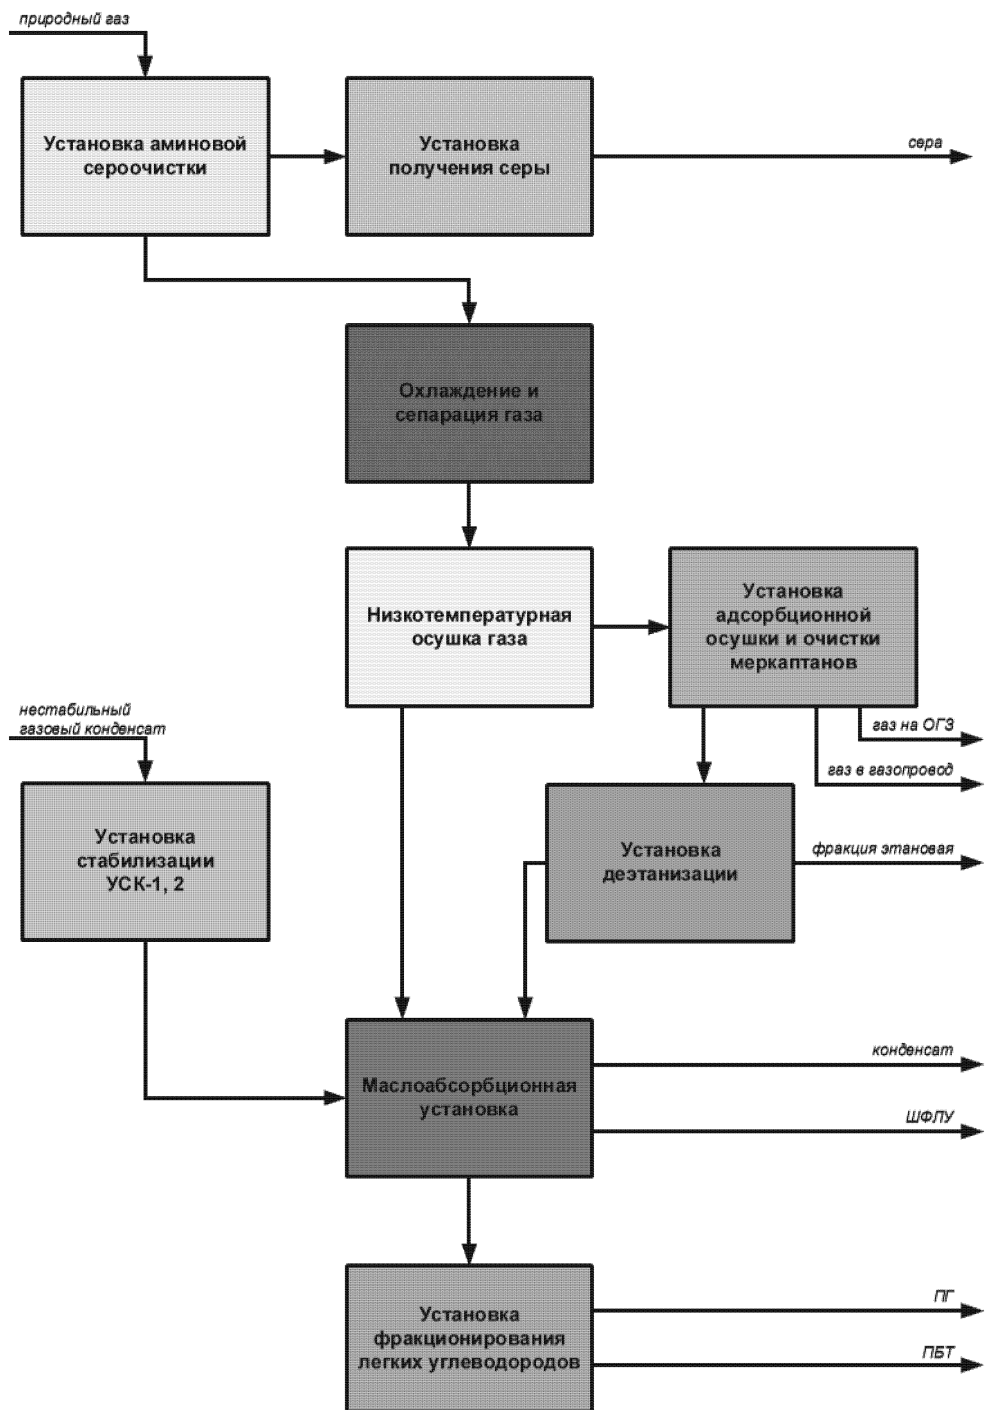 природный газ
Установка аминовой
сероочистки
Установка
получения серы
сера
Охлаждение и
сепарация газа
Низкотемпературная
осушка газа
Установка
адсорбционной
осушки и очистки
меркаптанов
нестабильный
газовый конденсат
газ на ОГЗ
газ в газопровод
Установка
стабилизации
УСК-1, 2
Установка
деэтанизации
фракция этановая
Маслоабсорбционная
установка
конденсат
ШФЛУ
Установка
фракционирования
легких углеводородов
ПГ
ПБТ